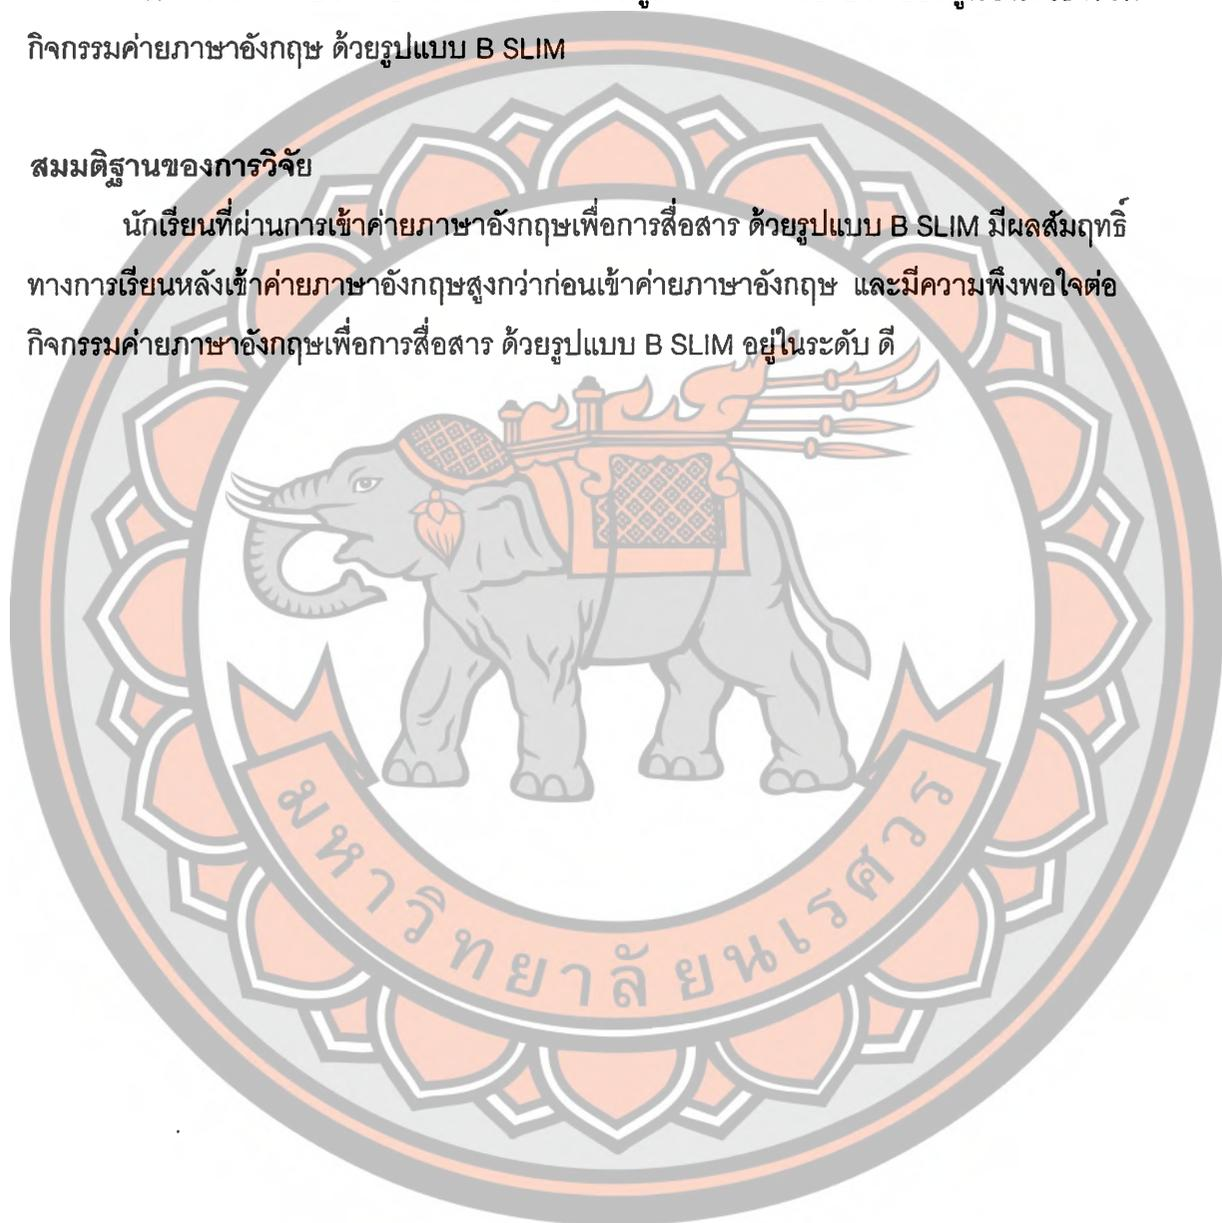 กิจกรรมค่ายภาษาอังกฤษ ด้วยรูปแบบ B SLIM
สมมติฐานของการวิจัย
นักเรียนที่ผ่านการเข้าค่ายภาษาอังกฤษเพื่อการสื่อสาร ด้วยรูปแบบ B SLIM มีผลสัมฤทธิ์
ทางการเรียนหลังเข้าค่ายภาษาอังกฤษสูงกว่าก่อนเข้าค่ายภาษาอังกฤษ และมีความพึงพอใจต่อ
กิจกรรมค่ายภาษาอังกฤษเพื่อการสื่อสาร ด้วยรูปแบบ B SLIM อยู่ในระดับ ดี
มหาวิทยาลัยนเรศวร